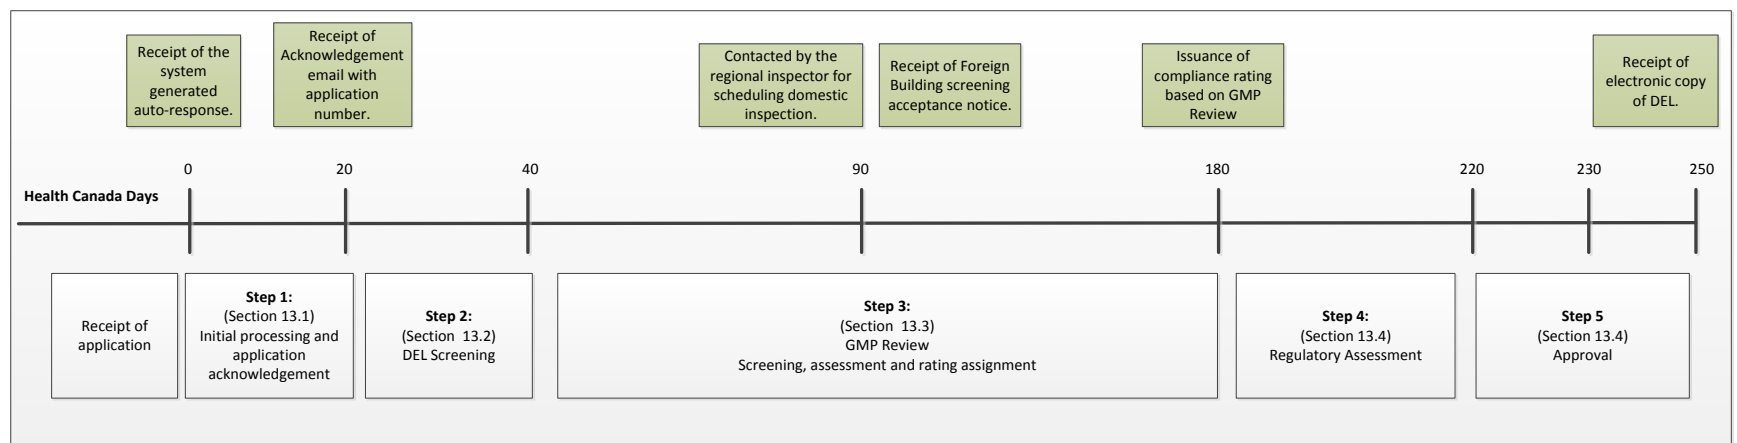 Receipt of the
system
generated
auto-response.
Receipt of
Acknowledgement
email with
application
number.
Contacted by the
regional inspector for
scheduling domestic
inspection.
Receipt of Foreign
Building screening
acceptance notice.
Issuance of
compliance rating
based on GMP
Review
Receipt of
electronic copy
of DEL.
0
20
40
90
180
220
230
250
Health Canada Days
Receipt of
application
Step 1:
(Section 13.1)
Initial processing and
application
acknowledgement
Step 2:
(Section 13.2)
DEL Screening
Step 3:
(Section 13.3)
GMP Review
Screening, assessment and rating assignment
Step 4:
(Section 13.4)
Regulatory Assessment
Step 5
(Section 13.4)
Approval